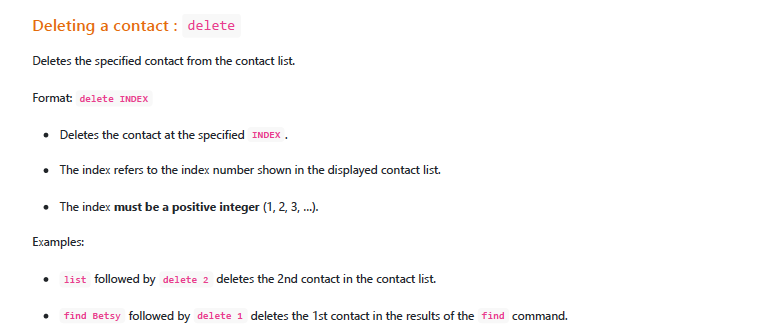 Deleting a contact : delete
Deletes the specified contact from the contact list.
Format: delete INDEX
• Deletes the contact at the specified INDEX .
• The index refers to the index number shown in the displayed contact list.
• The index must be a positive integer (1, 2, 3, ...).
Examples:
• list followed by delete 2 deletes the 2nd contact in the contact list.
• find Betsy followed by delete 1 deletes the 1st contact in the results of the find command.